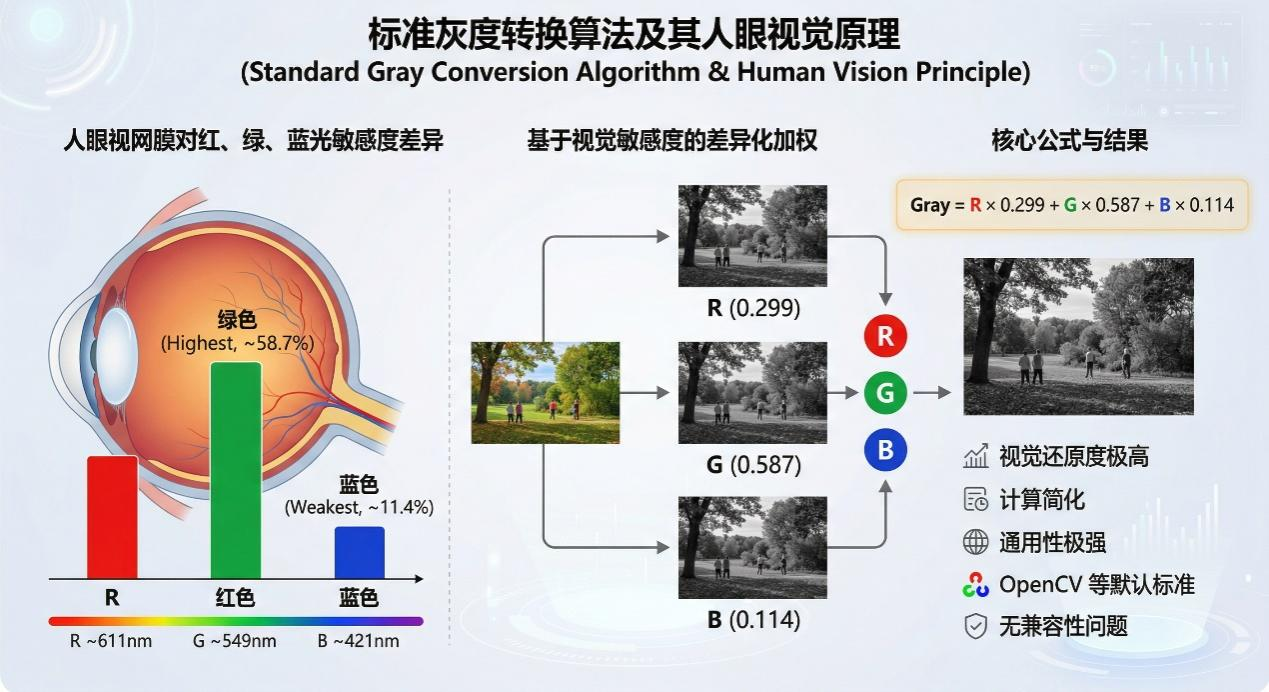 标准灰度转换算法及其人眼视觉原理
(Standard Gray Conversion Algorithm & Human Vision Principle)
人眼视网膜对红、绿、蓝光敏感度差异
绿色
(Highest, ~58.7%)
蓝色
(Weakest, ~11.4%)
R
红色
蓝色
R ~611nm
G ~549nm
B ~421nm
基于视觉敏感度的差异化加权
R (0.299)
G (0.587)
B (0.114)
R
G
B
核心公式与结果
Gray = R × 0.299 + G × 0.587 + B × 0.114
视觉还原度极高
计算简化
通用性极强
OpenCV 等默认标准
无兼容性问题